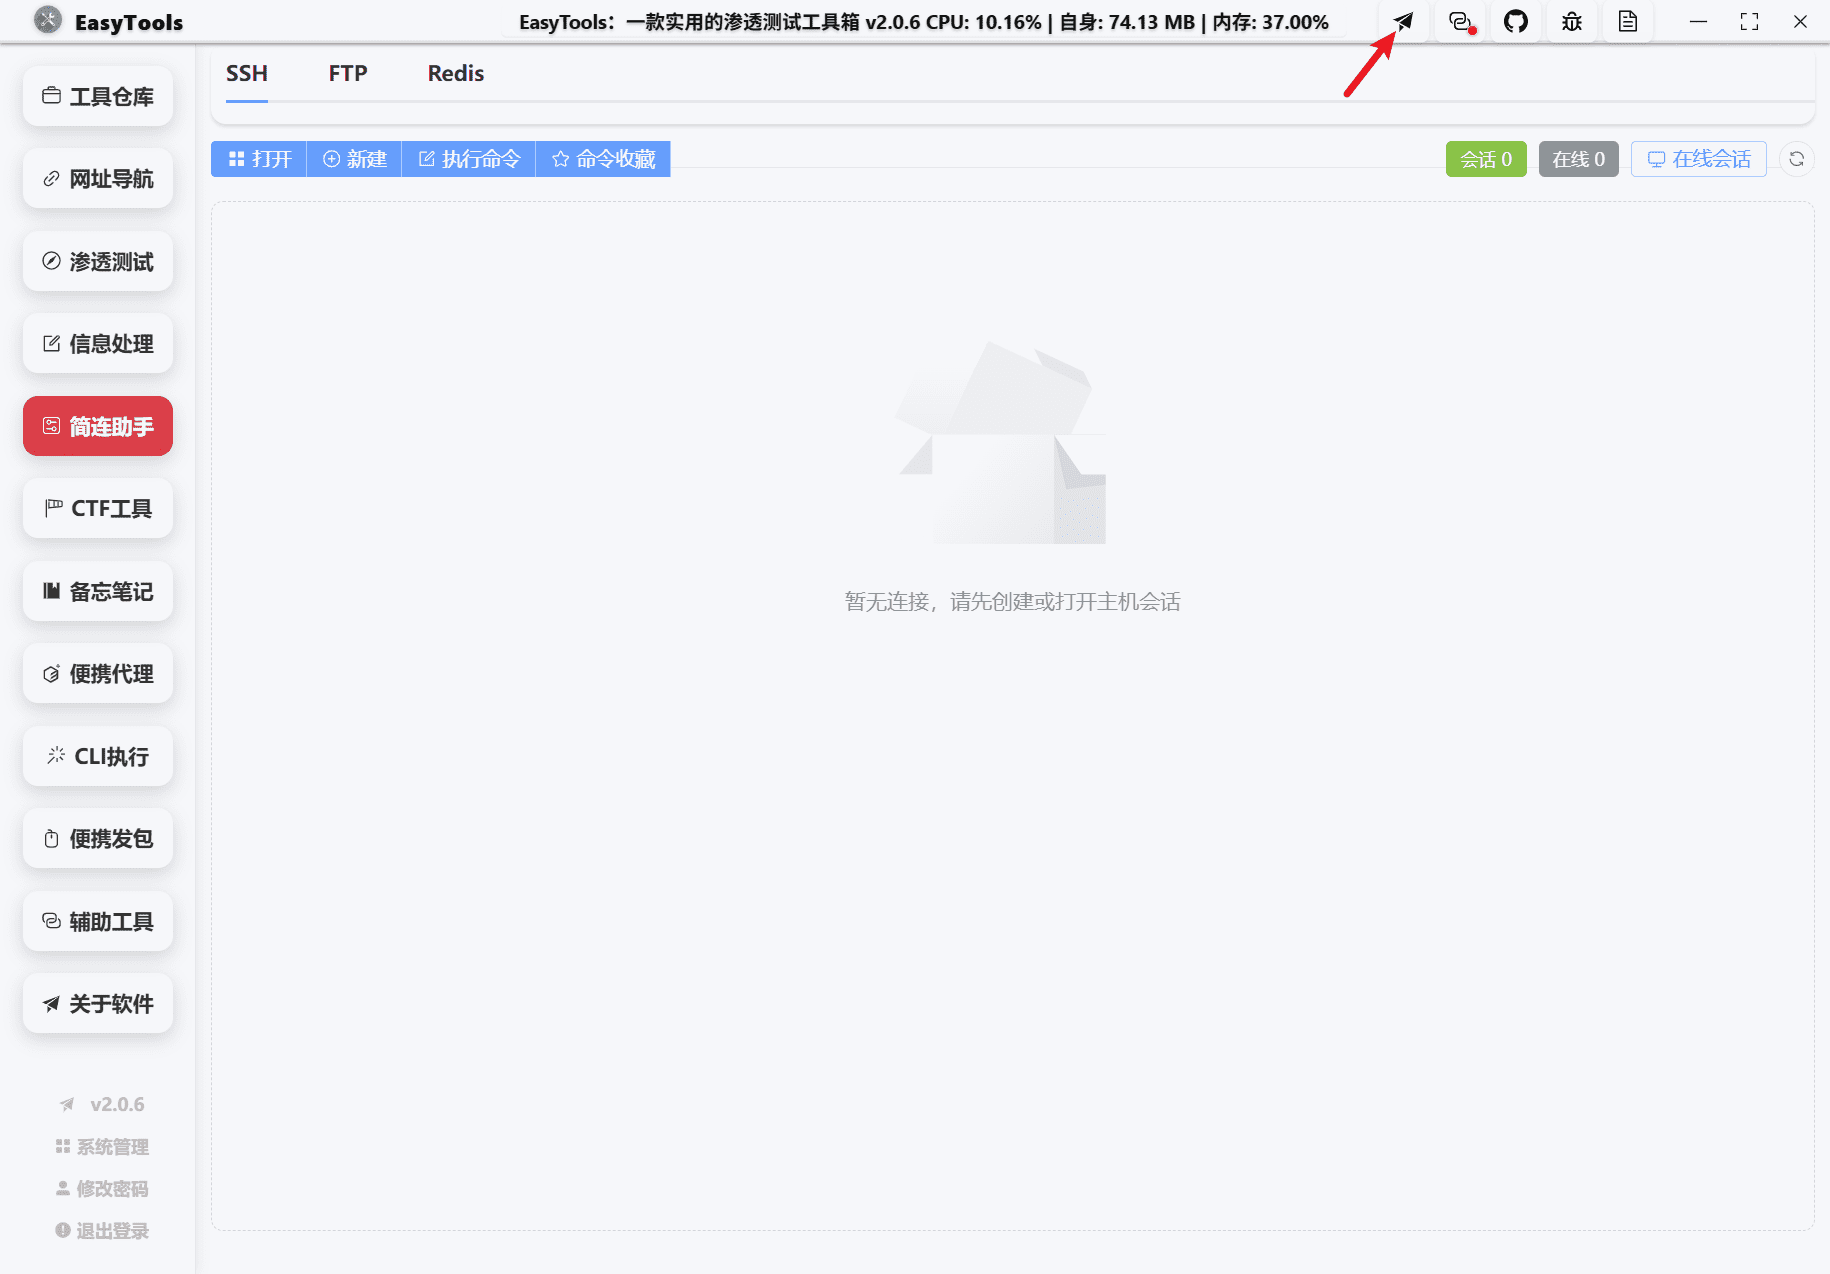 EasyTools
EasyTools：一款实用的渗透测试工具箱 v2.0.6 CPU: 10.16% | 自身: 74.13 MB | 内存: 37.00%
SSH FTP Redis
打开 新建 执行命令 命令收藏 会话 0 在线 0 在线会话
工具仓库
网址导航
渗透测试
信息处理
简连助手
CTF工具
备忘笔记
便携代理
CLI执行
便携发包
辅助工具
关于软件
v2.0.6
系统管理
修改密码
退出登录
暂无连接，请先创建或打开主机会话